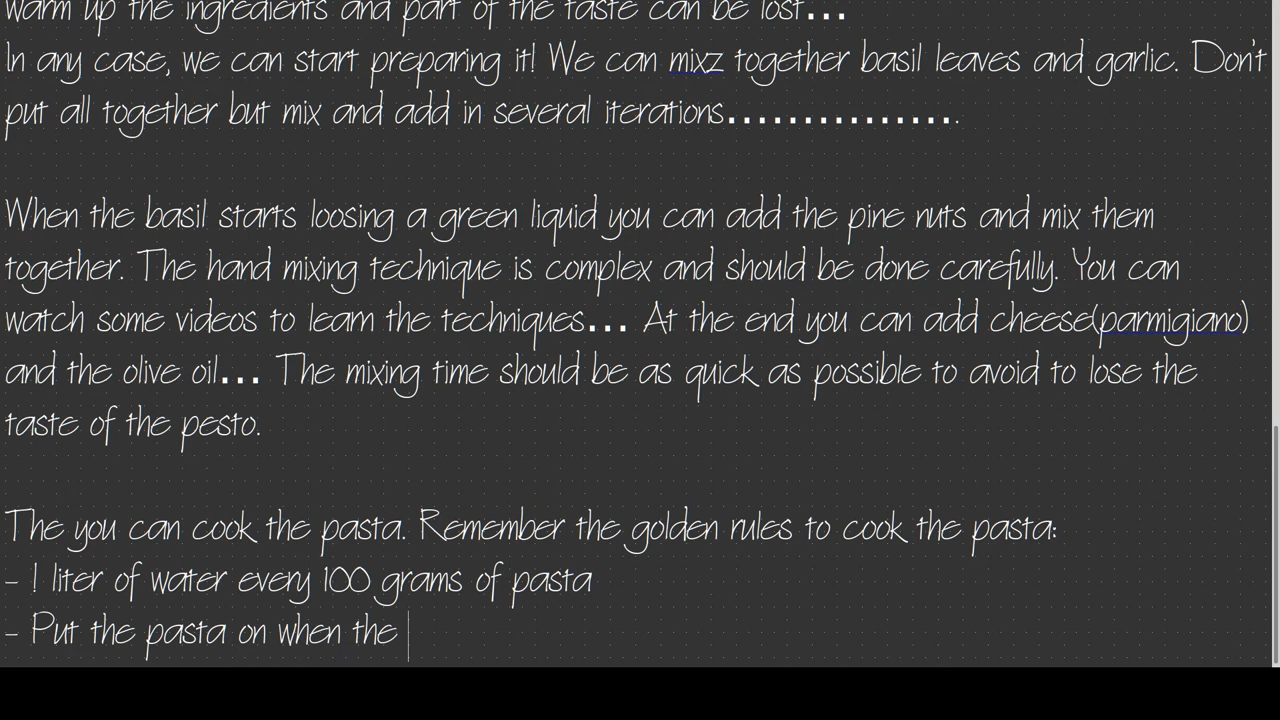 warm up the ingredients and part of the taste can be lost...
In any case, we can start preparing it! We can mixz together basil leaves and garlic. Don't
put all together but mix and add in several iterations................
When the basil starts loosing a green liquid you can add the pine nuts and mix them
together. The hand mixing technique is complex and should be done carefully. You can
watch some videos to learn the techniques... At the end you can add cheese(parmigiano)
and the olive oil... The mixing time should be as quick as possible to avoid to lose the
taste of the pesto.
The you can cook the pasta. Remember the golden rules to cook the pasta:
- ! liter of water every 100 grams of pasta
- Put the pasta on when the